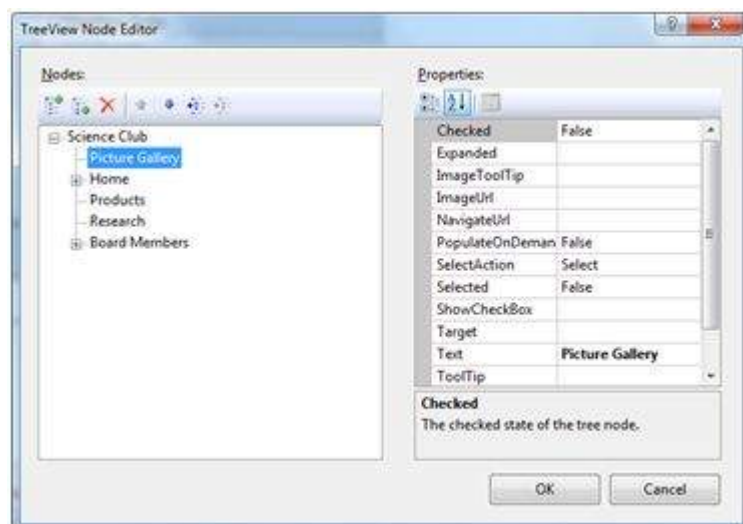 TreeView Node Editor
Nodes:
Properties:
Science Club
Picture Gallery
Home
Products
Research
Board Members
Checked False
Expanded
ImageToolTip
ImageUrl
NavigateUrl
PopulateOnDeman False
SelectAction Select
Selected False
ShowCheckBox
Target
Text Picture Gallery
ToolTip
Checked
The checked state of the tree node.
OK Cancel